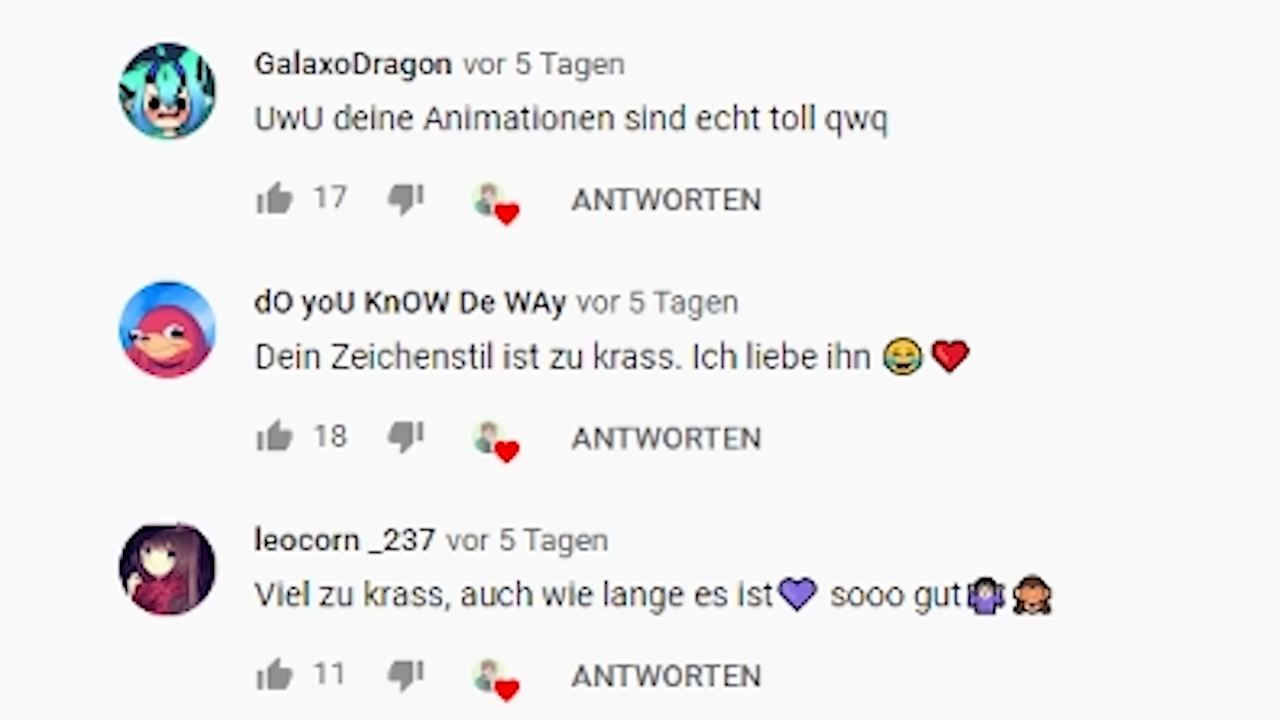 GalaxoDragon vor 5 Tagen
UwU deine Animationen sind echt toll qwq
17 ANTWORTEN
dO yoU KnOW De WAy vor 5 Tagen
Dein Zeichenstil ist zu krass. Ich liebe ihn 😂❤️
18 ANTWORTEN
leocorn _237 vor 5 Tagen
Viel zu krass, auch wie lange es ist💜 sooo gut🤷🏻‍♀️🙈
11 ANTWORTEN